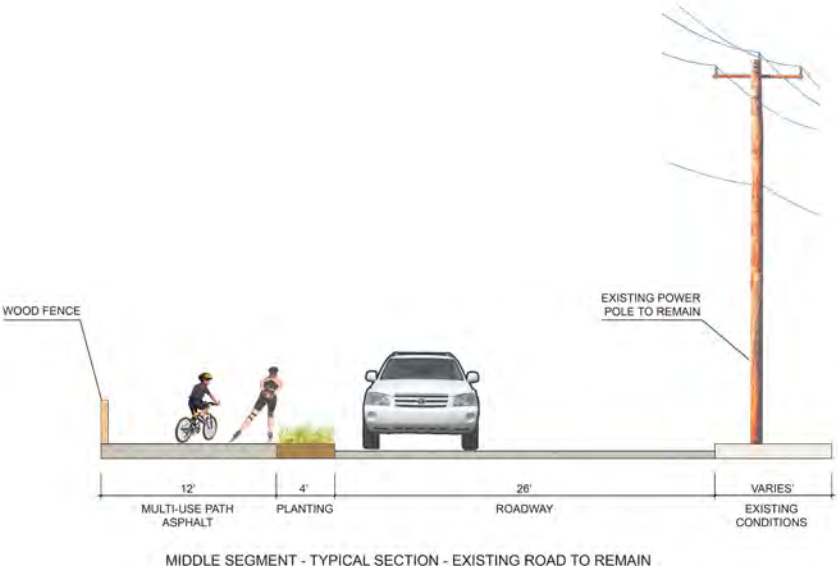 WOOD FENCE
EXISTING POWER
POLE TO REMAIN
12'
4'
26'
VARIES'
MULTI-USE PATH
ASPHALT
PLANTING
ROADWAY
EXISTING
CONDITIONS
MIDDLE SEGMENT - TYPICAL SECTION - EXISTING ROAD TO REMAIN